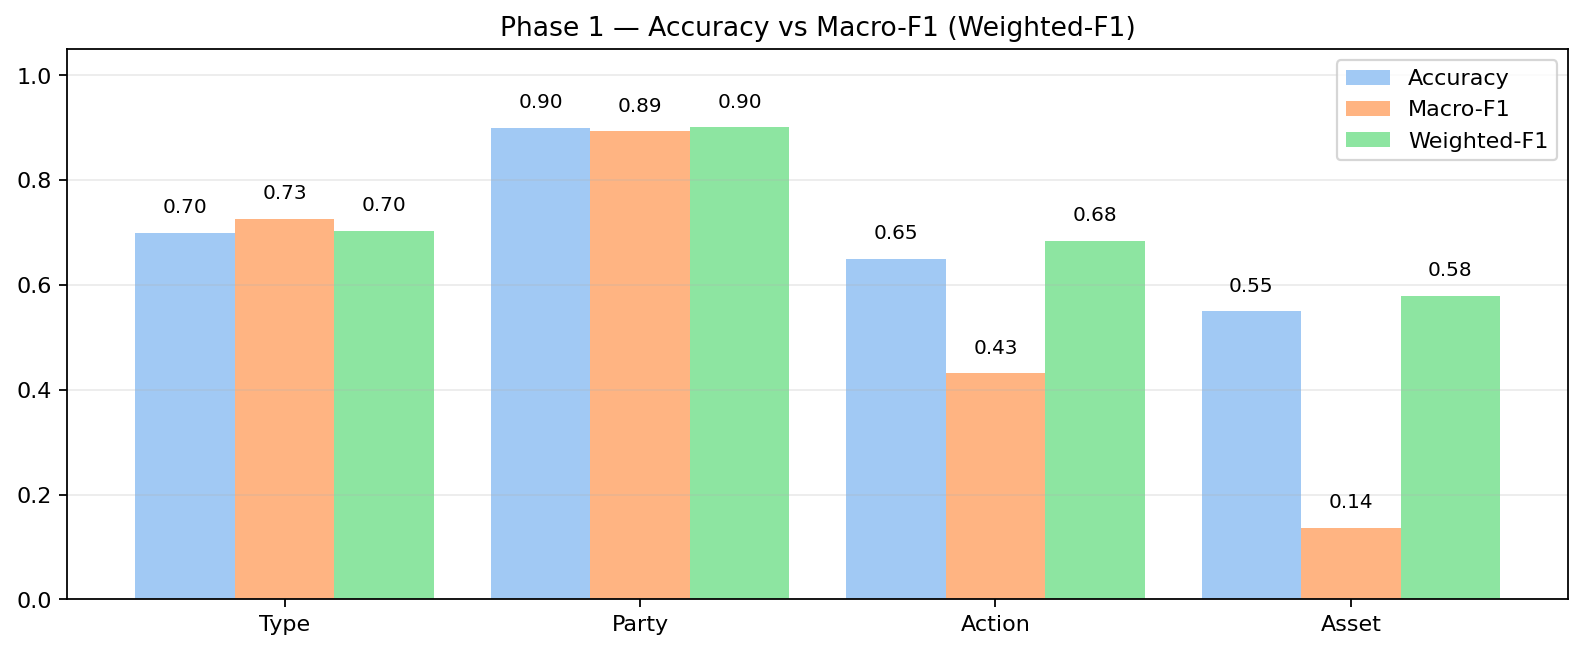 Phase 1 — Accuracy vs Macro-F1 (Weighted-F1)
1.0
0.8
0.6
0.4
0.2
0.0
Accuracy
Macro-F1
Weighted-F1
0.70
0.73
0.70
0.90
0.89
0.90
0.65
0.43
0.68
0.55
0.14
0.58
Type
Party
Action
Asset